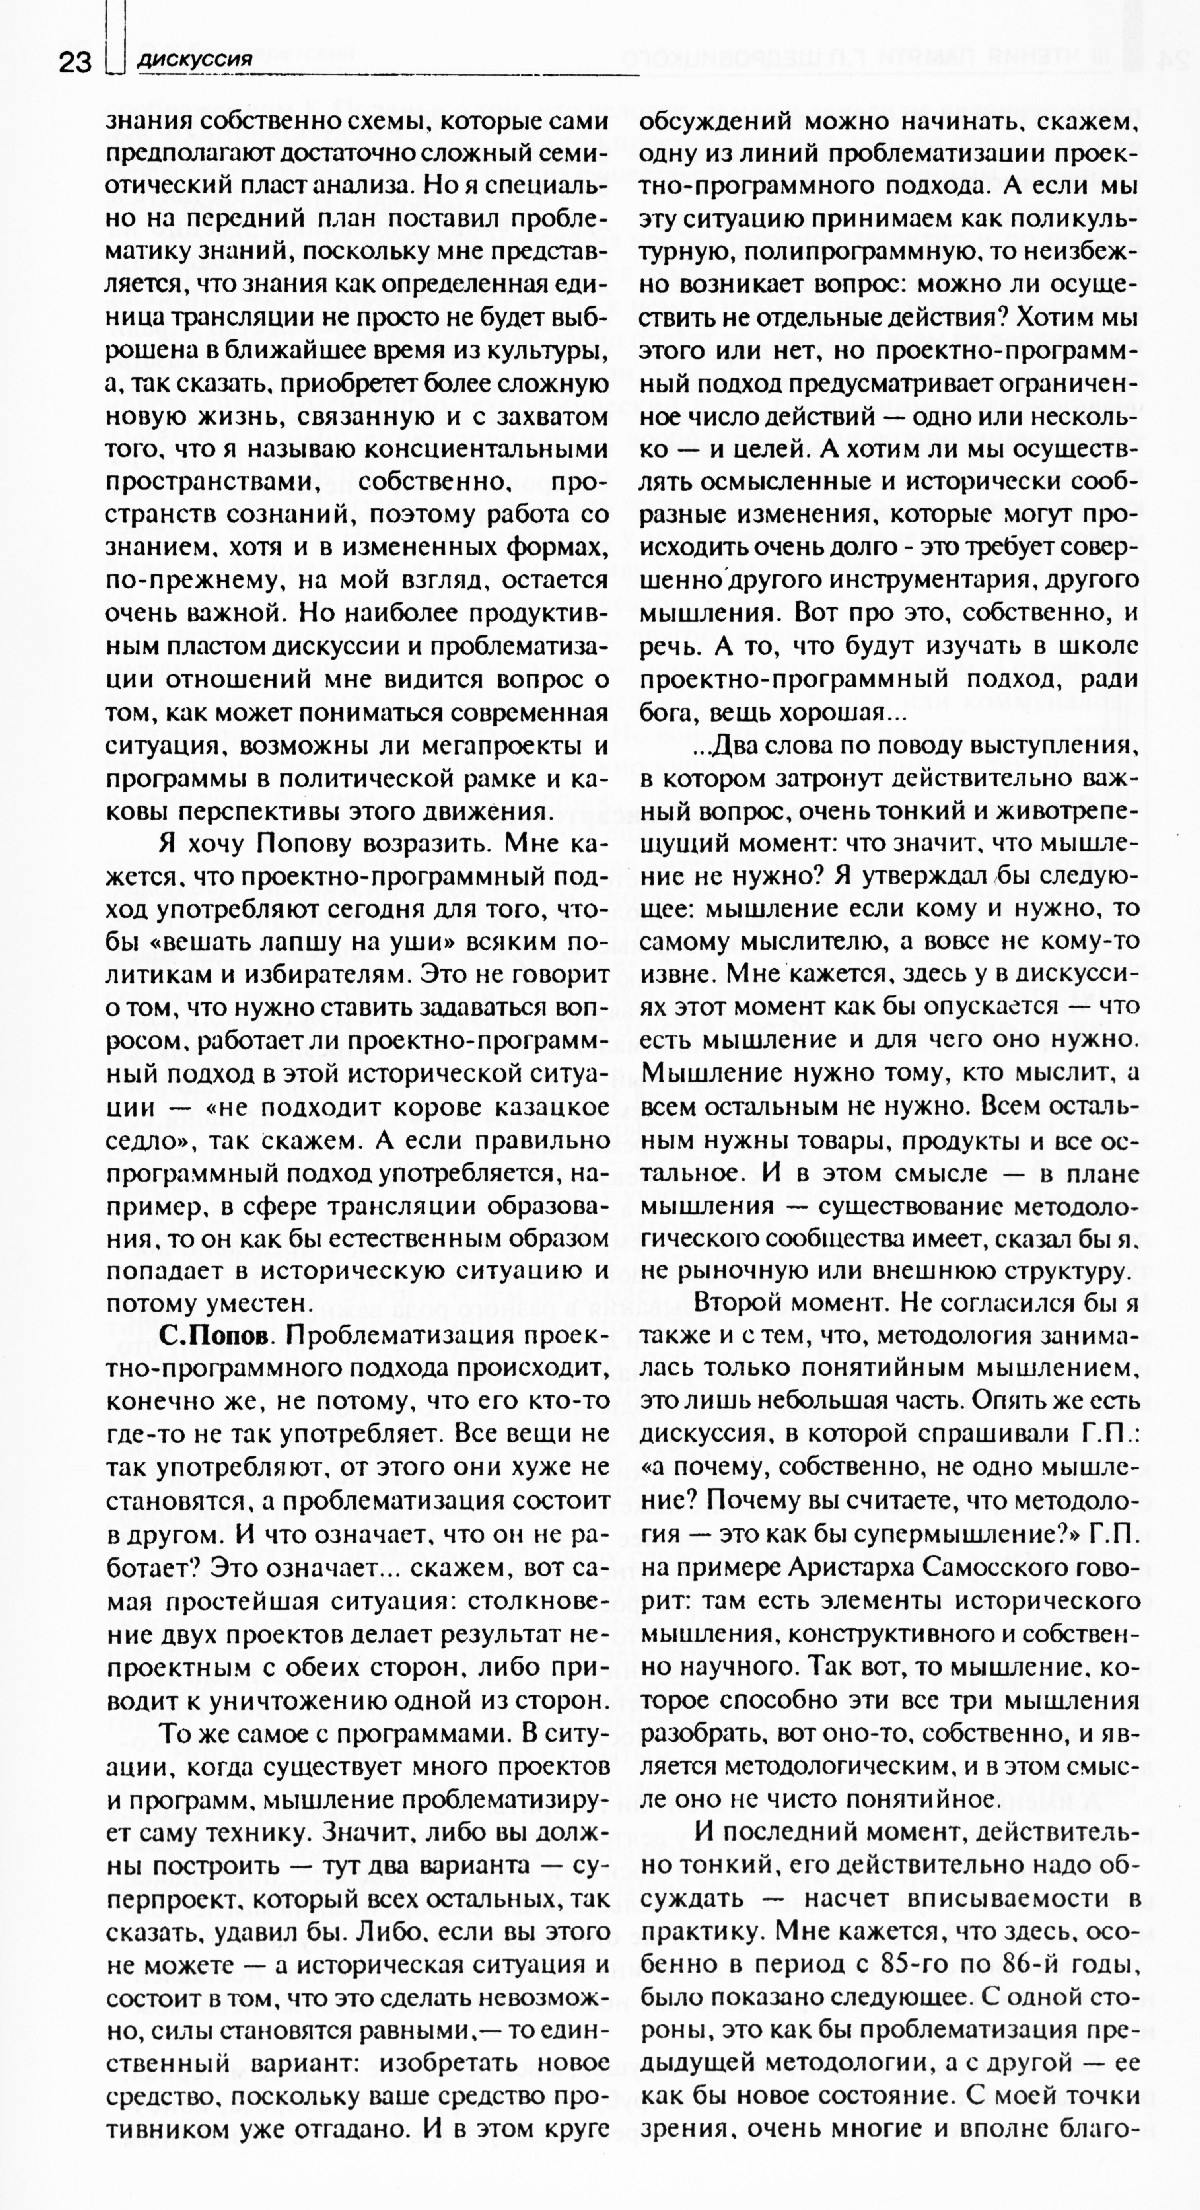 23
дискуссия
знания собственно схемы, которые сами
предполагают достаточно сложный семи-
отический пласт анализа. Но я специаль-
но на передний план поставил пробле-
матику знаний, поскольку мне представ-
ляется, что знания как определенная еди-
ница трансляции не просто не будет выб-
рошена в ближайшее время из культуры,
а, так сказать, приобретет более сложную
новую жизнь, связанную и с захватом
того, что я называю консциентальными
пространствами, собственно, про-
странств сознаний, поэтому работа со
знанием, хотя и в измененных формах,
по-прежнему, на мой взгляд, остается
очень важной. Но наиболее продуктив-
ным пластом дискуссии и проблематиза-
ции отношений мне видится вопрос о
том, как может пониматься современная
ситуация, возможны ли мегапроекты и
программы в политической рамке и ка-
ковы перспективы этого движения.
Я хочу Попову возразить. Мне ка-
жется, что проектно-программный под-
ход употребляют сегодня для того, что-
бы «вешать лапшу на уши» всяким по-
литикам и избирателям. Это не говорит
о том, что нужно ставить задаваться воп-
росом, работает ли проектно-программ-
ный подход в этой исторической ситуа-
ции — «не подходит корове казацкое
седло», так скажем. А если правильно
программный подход употребляется, на-
пример, в сфере трансляции образова-
ния, то он как бы естественным образом
попадает в историческую ситуацию и
потому уместен.
С.Попов. Проблематизация проек-
тно-программного подхода происходит,
конечно же, не потому, что его кто-то
где-то не так употребляет. Все вещи не
так употребляют, от этого они хуже не
становятся, а проблематизация состоит
в другом. И что означает, что он не ра-
ботает? Это означает... скажем, вот са-
мая простейшая ситуация: столкнове-
ние двух проектов делает результат не-
проектным с обеих сторон, либо при-
водит к уничтожению одной из сторон.
То же самое с программами. В ситу-
ации, когда существует много проектов
и программ, мышление проблематизиру-
ет саму технику. Значит, либо вы долж-
ны построить — тут два варианта — су-
перпроект, который всех остальных, так
сказать, удавил бы. Либо, если вы этого
не можете — а историческая ситуация и
состоит в том, что это сделать невозмож-
но, силы становятся равными,— то един-
ственный вариант: изобретать новое
средство, поскольку ваше средство про-
тивником уже отгадано. И в этом круге
обсуждений можно начинать, скажем,
одну из линий проблематизации проек-
тно-программного подхода. А если мы
эту ситуацию принимаем как поликуль-
турную, полипрограммную, то неизбеж-
но возникает вопрос: можно ли осуще-
ствить не отдельные действия? Хотим мы
этого или нет, но проектно-программ-
ный подход предусматривает ограничен-
ное число действий — одно или несколь-
ко — и целей. А хотим ли мы осуществ-
лять осмысленные и исторически сооб-
разные изменения, которые могут про-
исходить очень долго - это требует совер-
шенно другого инструментария, другого
мышления. Вот про это, собственно, и
речь. А то, что будут изучать в школе
проектно-программный подход, ради
бога, вещь хорошая...
...Два слова по поводу выступления,
в котором затронут действительно важ-
ный вопрос, очень тонкий и животрепе-
щущий момент: что значит, что мышле-
ние не нужно? Я утверждал бы следую-
щее: мышление если кому и нужно, то
самому мыслителю, а вовсе не кому-то
извне. Мне кажется, здесь у в дискусси-
ях этот момент как бы опускается — что
есть мышление и для чего оно нужно.
Мышление нужно тому, кто мыслит, а
всем остальным не нужно. Всем осталь-
ным нужны товары, продукты и все ос-
тальное. И в этом смысле — в плане
мышления — существование методоло-
гического сообщества имеет, сказал бы я,
не рыночную или внешнюю структуру.
Второй момент. Не согласился бы я
также и с тем, что, методология занима-
лась только понятийным мышлением,
это лишь небольшая часть. Опять же есть
дискуссия, в которой спрашивали Г.П.:
«а почему, собственно, не одно мышле-
ние? Почему вы считаете, что методоло-
гия — это как бы супермышление?» Г.П.
на примере Аристарха Самосского гово-
рит: там есть элементы исторического
мышления, конструктивного и собствен-
но научного. Так вот, то мышление, ко-
торое способно эти все три мышления
разобрать, вот оно-то, собственно, и яв-
ляется методологическим, и в этом смыс-
ле оно не чисто понятийное.
И последний момент, действитель-
но тонкий, его действительно надо об-
суждать — насчет вписываемости в
практику. Мне кажется, что здесь, осо-
бенно в период с 85-го по 86-й годы,
было показано следующее. С одной сто-
роны, это как бы проблематизация пре-
дыдущей методологии, а с другой — ее
как бы новое состояние. С моей точки
зрения, очень многие и вполне благо-